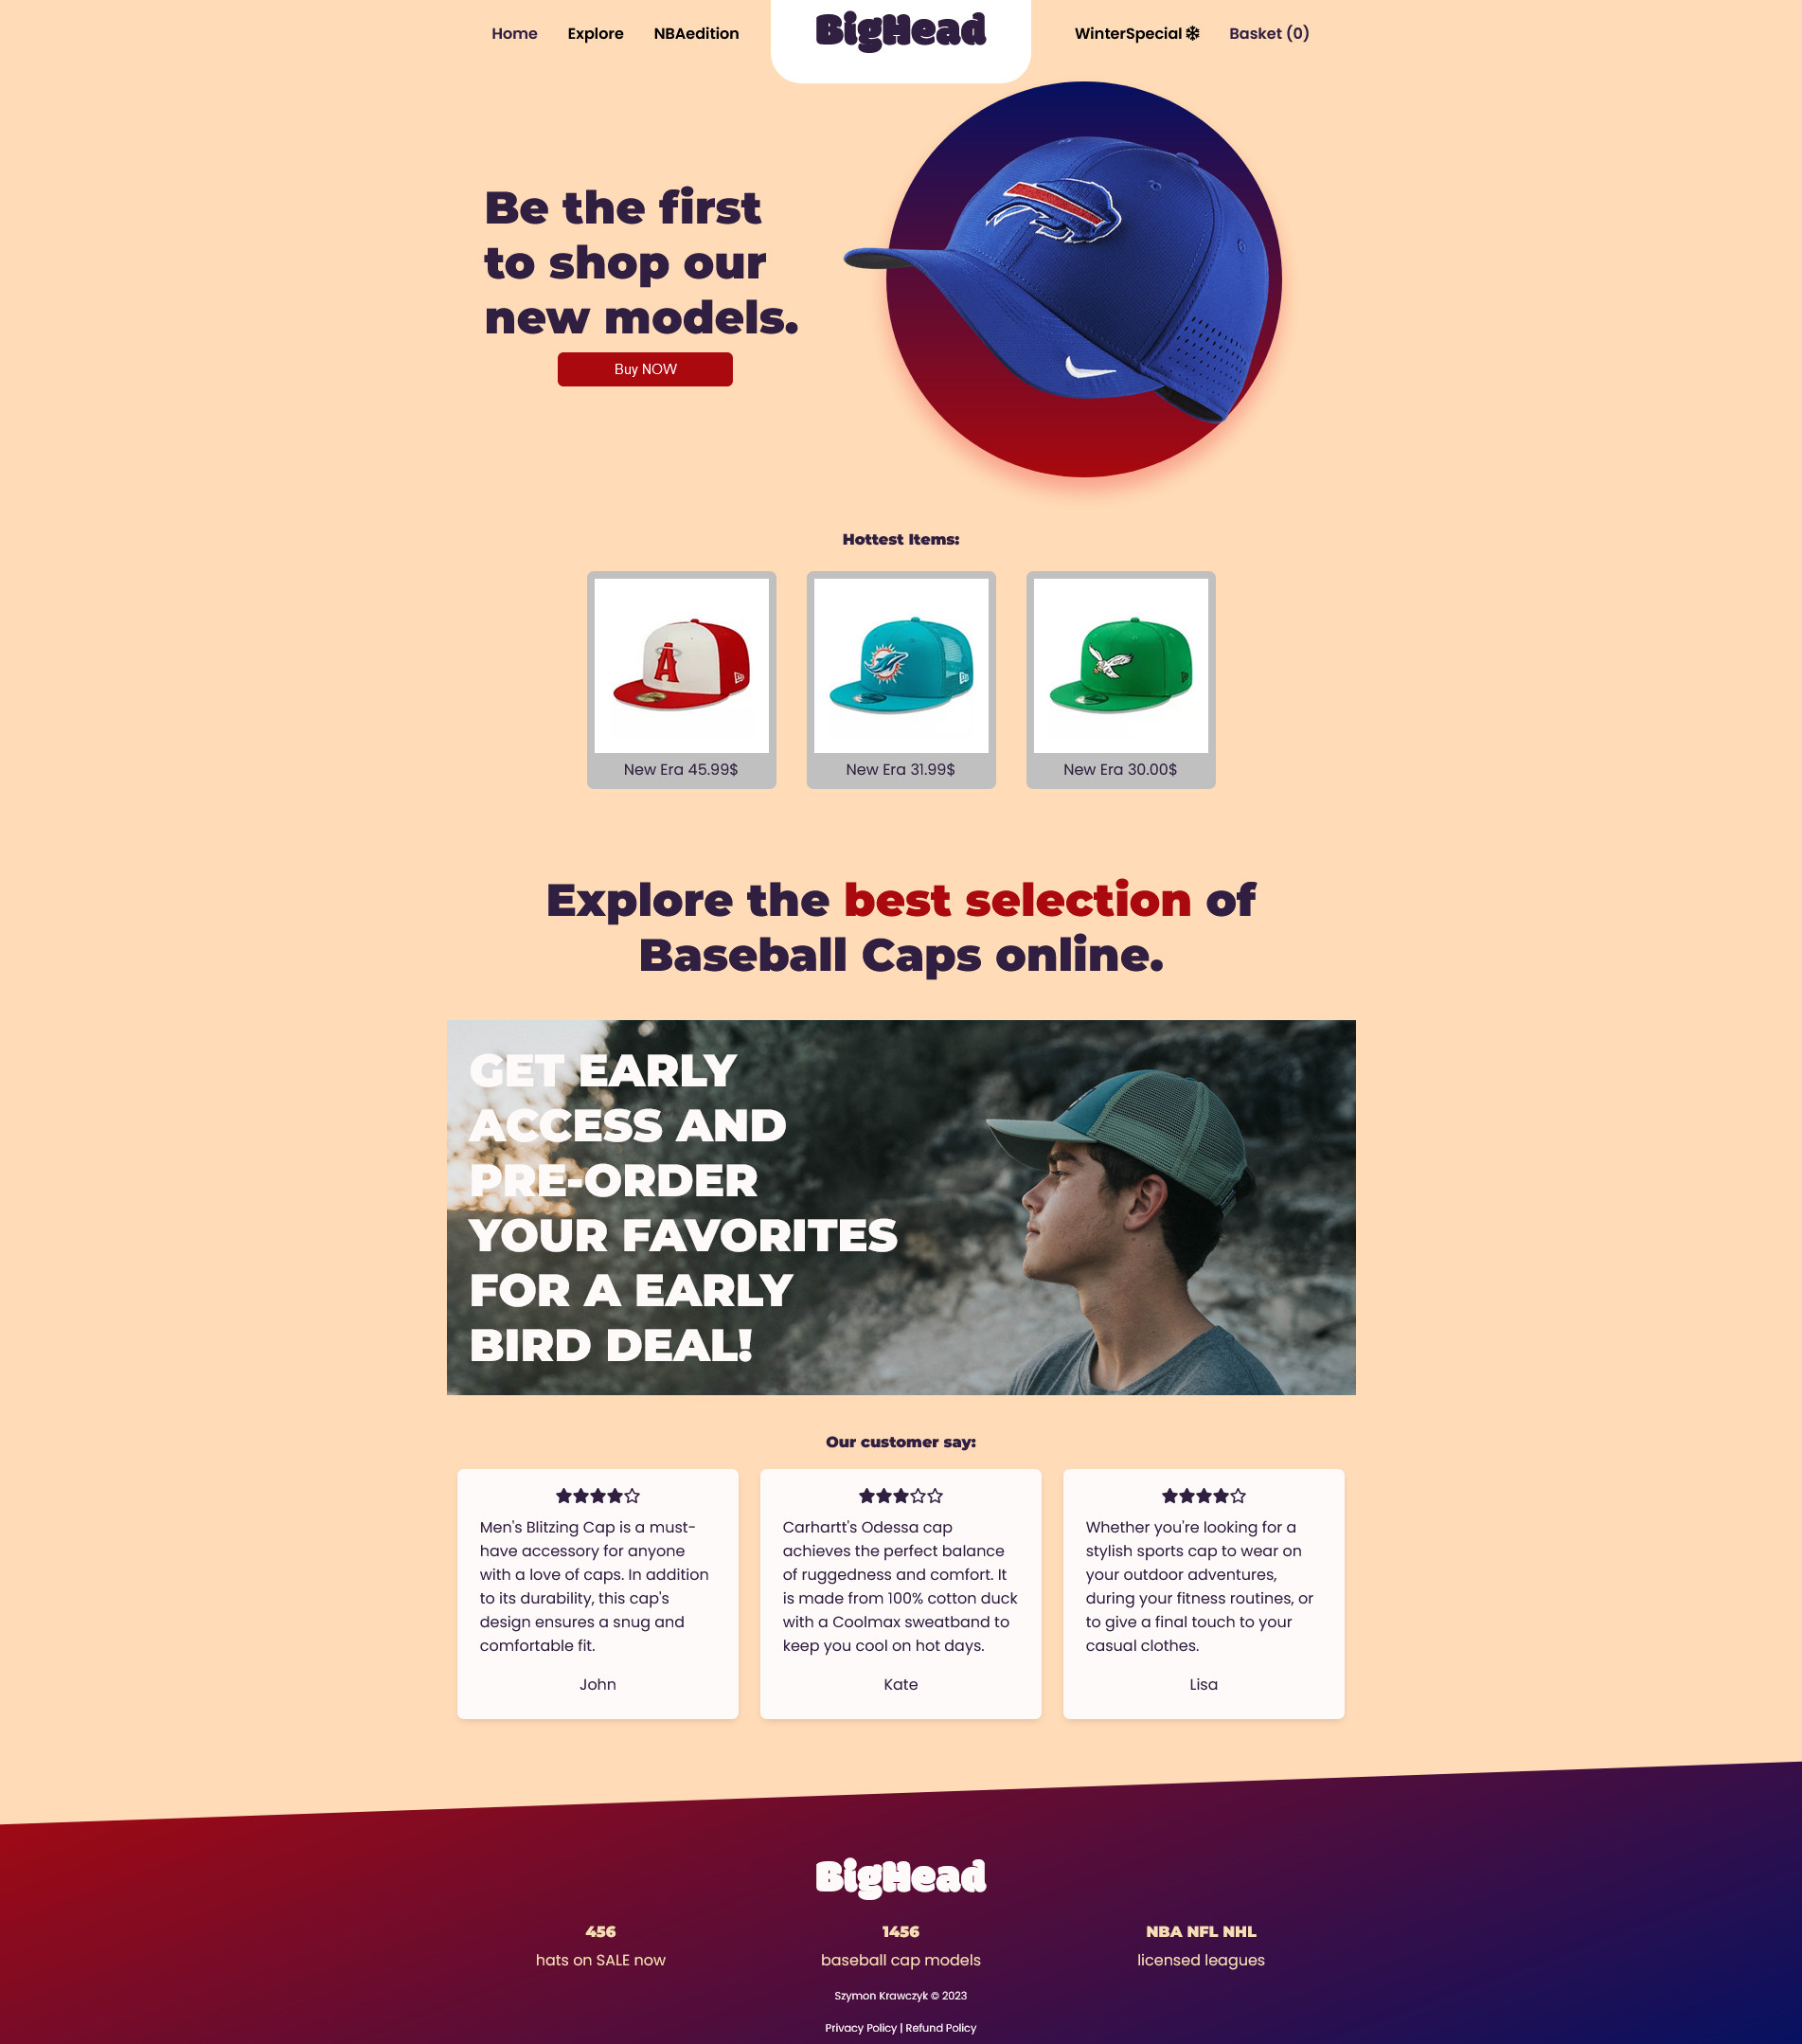 Home Explore NBAedition BigHead WinterSpecial Basket (0)
Be the first
to shop our
new models.
Buy NOW
Hottest Items:
A
New Era 45.99$ New Era 31.99$ New Era 30.00$
Explore the best selection of
Baseball Caps online.
GET EARLY
ACCESS AND
PRE-ORDER
YOUR FAVORITES
FOR A EARLY
BIRD DEAL!
Our customer say:
Men's Blitzing Cap is a must-
have accessory for anyone
with a love of caps. In addition
to its durability, this cap's
design ensures a snug and
comfortable fit.
John
Carhartt's Odessa cap
achieves the perfect balance
of ruggedness and comfort. It
is made from 100% cotton duck
with a Coolmax sweatband to
keep you cool on hot days.
Kate
Whether you're looking for a
stylish sports cap to wear on
your outdoor adventures,
during your fitness routines, or
to give a final touch to your
casual clothes.
Lisa
BigHead
456
hats on SALE now
1456
baseball cap models
NBA NFL NHL
licensed leagues
Szymon Krawczyk © 2023
Privacy Policy | Refund Policy